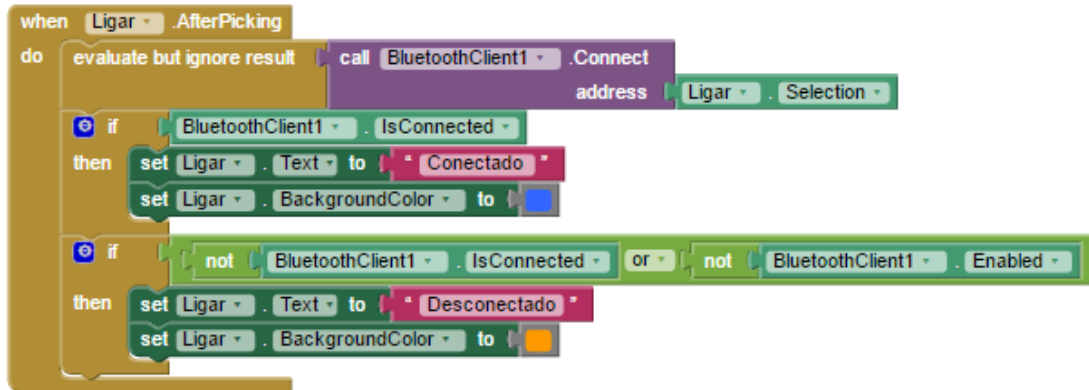 when Ligar .AfterPicking
do evaluate but ignore result call BluetoothClient1 .Connect
address Ligar . Selection
if BluetoothClient1 . IsConnected
then set Ligar . Text to " Conectado "
set Ligar . BackgroundColor to
if not BluetoothClient1 . IsConnected or not BluetoothClient1 . Enabled
then set Ligar . Text to " Desconectado "
set Ligar . BackgroundColor to